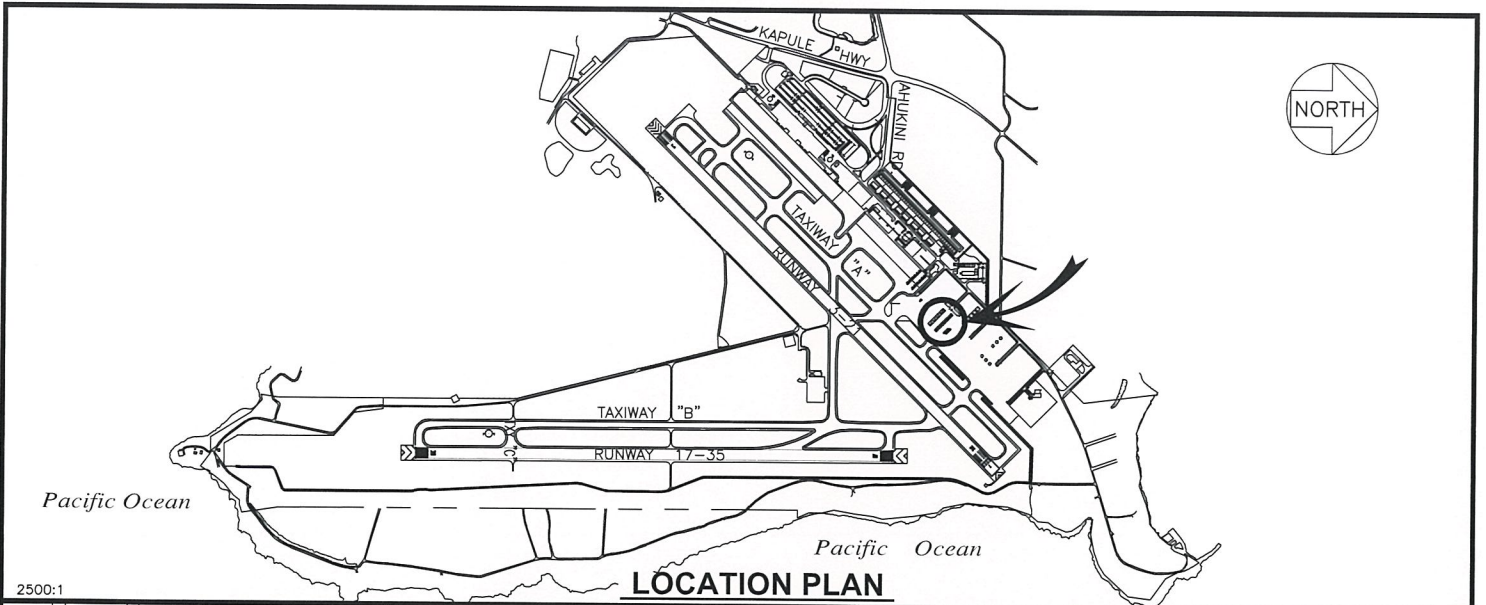 KAPULE HWY
AHUKINI RD
NORTH
TAXIWAY "A"
RUNWAY
TAXIWAY "B"
"C"
RUNWAY 17-35
Pacific Ocean
Pacific Ocean
LOCATION PLAN
2500:1